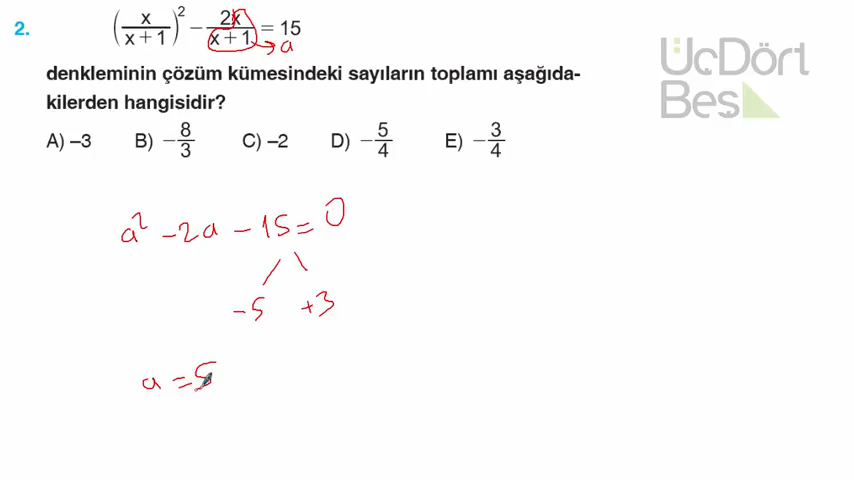 2. (x/(x + 1))² − 2x/(x + 1) = 15
→ a
denkleminin çözüm kümesindeki sayıların toplamı aşağıda-
kilerden hangisidir?
A) –3 B) −8/3 C) –2 D) −5/4 E) −3/4
ÜçDört
Beş
a² − 2a − 15 = 0
−5 +3
a = 5